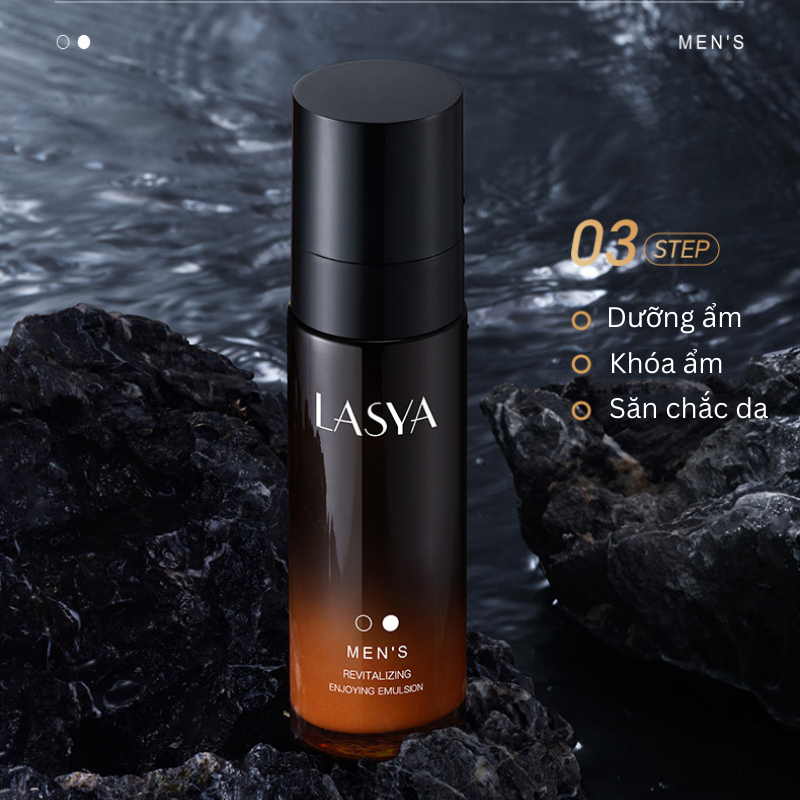 MEN'S
03 STEP
Dưỡng ẩm
Khóa ẩm
Săn chắc da
LASYA
MEN'S
REVITALIZING
ENJOYING EMULSION